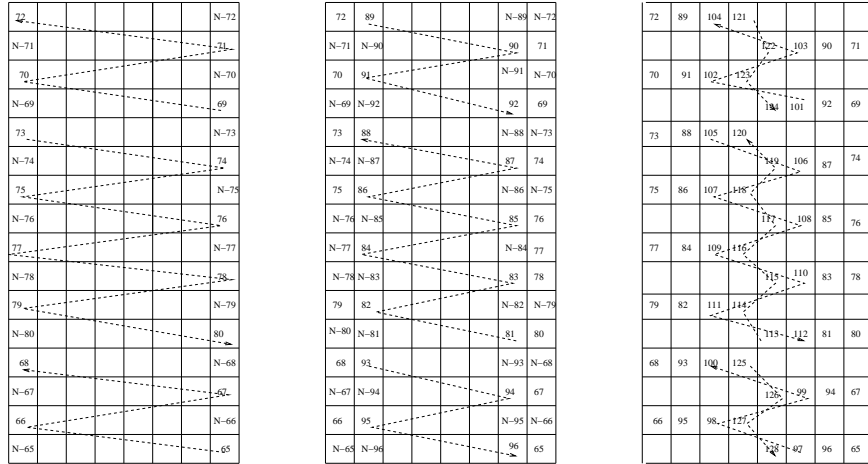 72 N–72 72 89 N–89 N–72 72 89 104 121
N–71 71 N–71 N–90 90 71 122 103 90 71
70 N–70 70 91 N–91 N–70 70 91 102 123
N–69 69 N–69 N–92 92 69 124 101 92 69
73 N–73 73 88 N–88 N–73 73 88 105 120
N–74 74 N–74 N–87 87 74 119 106 87 74
75 N–75 75 86 N–86 N–75 75 86 107 118
N–76 76 N–76 N–85 85 76 117 108 85 76
77 N–77 N–77 84 N–84 77 77 84 109 116
N–78 78 N–78 N–83 83 78 115 110 83 78
79 N–79 79 82 N–82 N–79 79 82 111 114
N–80 80 N–80 N–81 81 80 113 112 81 80
68 N–68 68 93 N–93 N–68 68 93 100 125
N–67 67 N–67 N–94 94 67 126 99 94 67
66 N–66 66 95 N–95 N–66 66 95 98 127
N–65 65 N–65 N–96 96 65 128 97 96 65